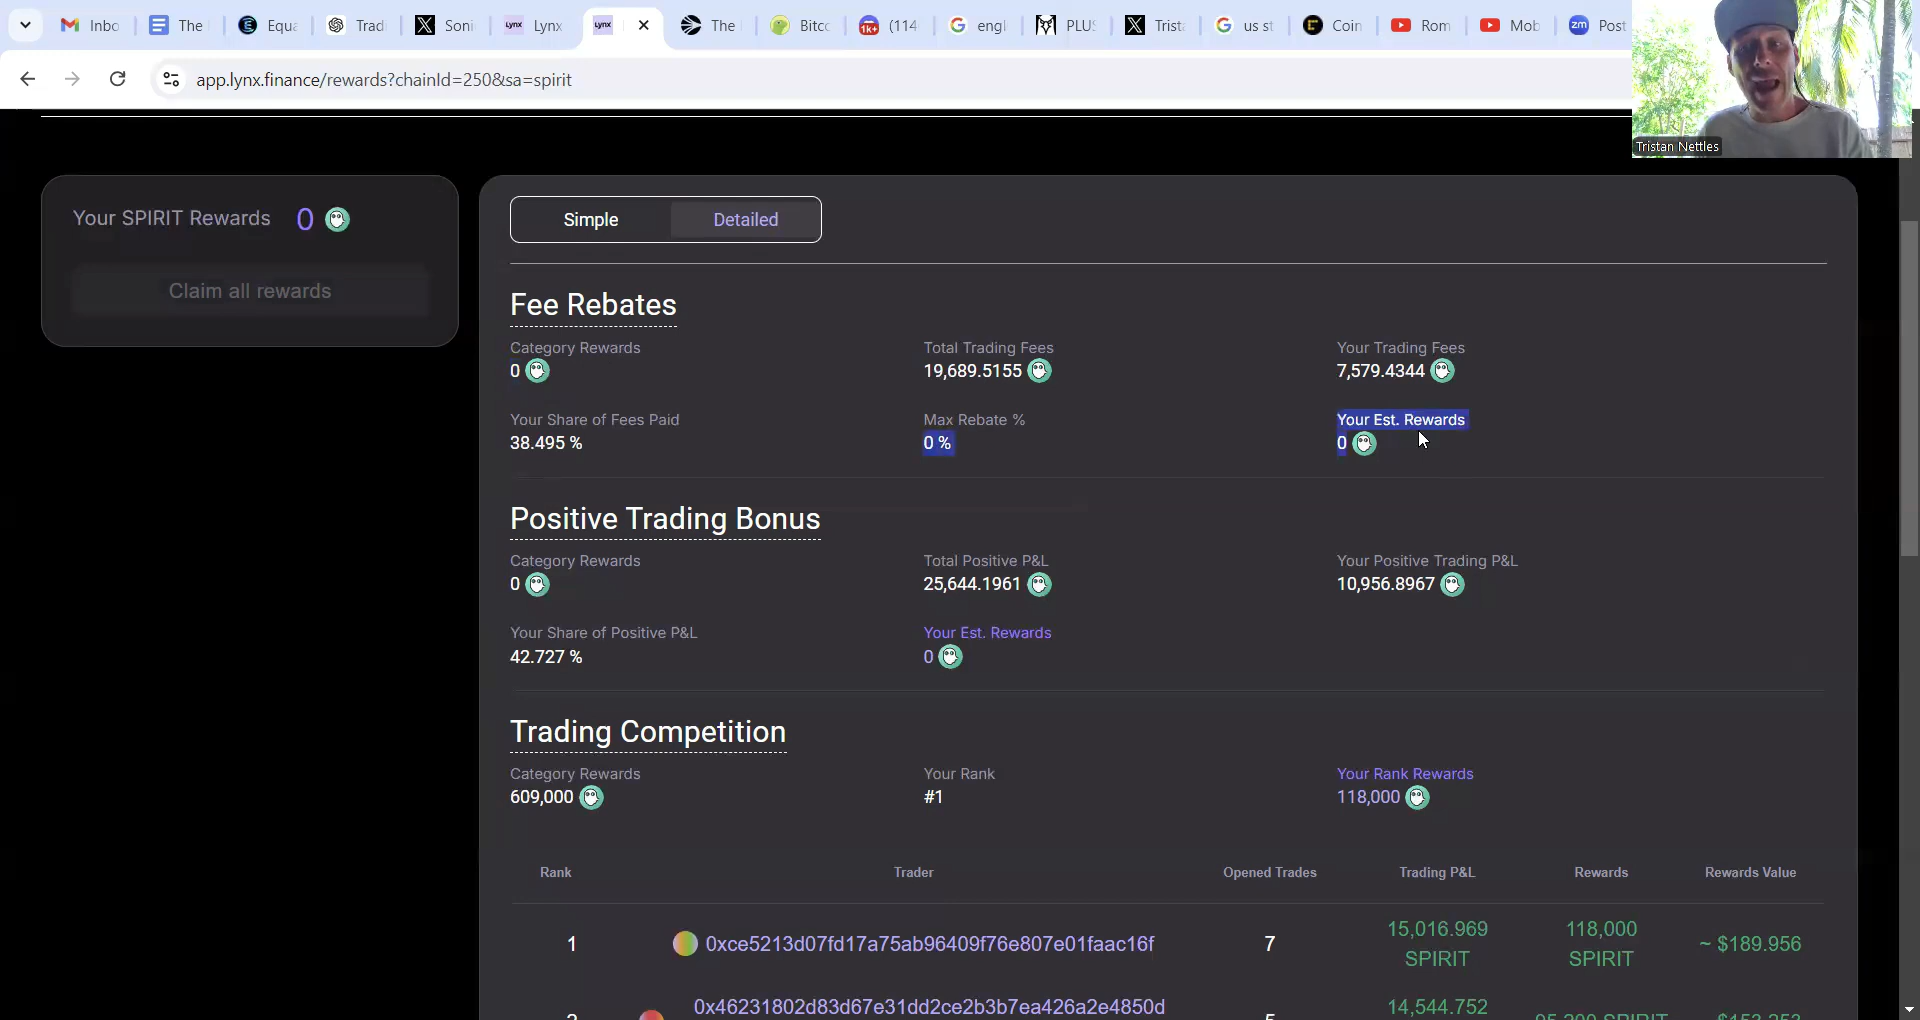 Inbo
The
Equa
Tradi
Soni
Lynx
The
Bitco
(114
engl
PLUS
Trista
us st
Coin
Rom
Mob
Post
app.lynx.finance/rewards?chainId=250&sa=spirit
Tristan Nettles
Your SPIRIT Rewards 0
Claim all rewards
Simple Detailed
Fee Rebates
Category Rewards Total Trading Fees Your Trading Fees
0 19,689.5155 7,579.4344
Your Share of Fees Paid Max Rebate % Your Est. Rewards
38.495 % 0 % 0
Positive Trading Bonus
Category Rewards Total Positive P&L Your Positive Trading P&L
0 25,644.1961 10,956.8967
Your Share of Positive P&L Your Est. Rewards
42.727 % 0
Trading Competition
Category Rewards Your Rank Your Rank Rewards
609,000 #1 118,000
Rank Trader Opened Trades Trading P&L Rewards Rewards Value
1 0xce5213d07fd17a75ab96409f76e807e01faac16f 7 15,016.969 SPIRIT 118,000 SPIRIT ~ $189.956
0x46231802d83d67e31dd2ce2b3b7ea426a2e4850d 14,544.752